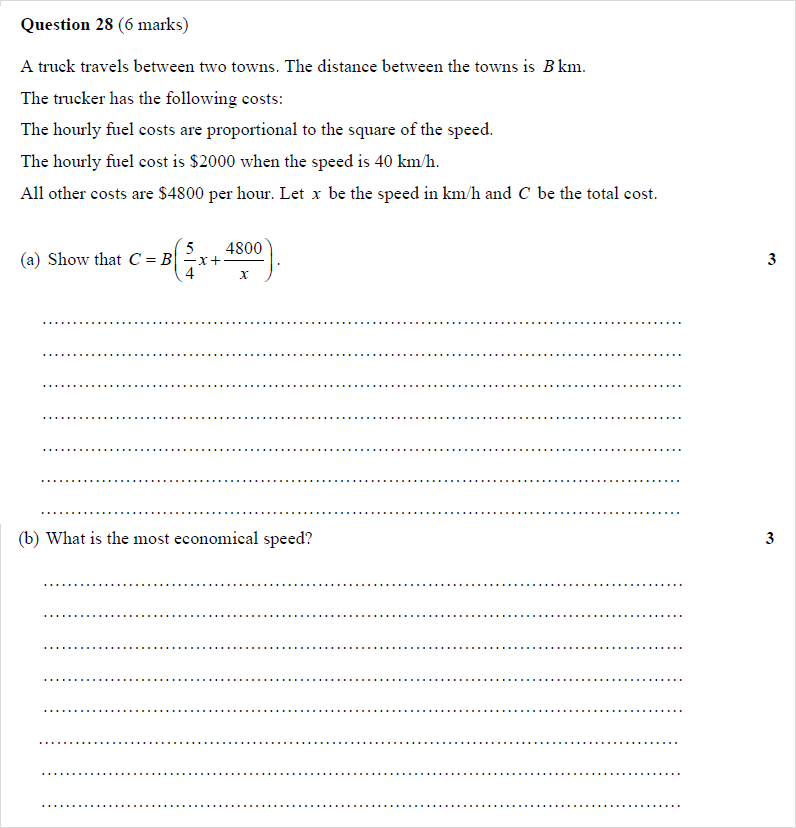 Question 28 (6 marks)
A truck travels between two towns. The distance between the towns is B km.
The trucker has the following costs:
The hourly fuel costs are proportional to the square of the speed.
The hourly fuel cost is $2000 when the speed is 40 km/h.
All other costs are $4800 per hour. Let x be the speed in km/h and C be the total cost.
(a) Show that C = B(5/4 x + 4800/x). 3
(b) What is the most economical speed? 3